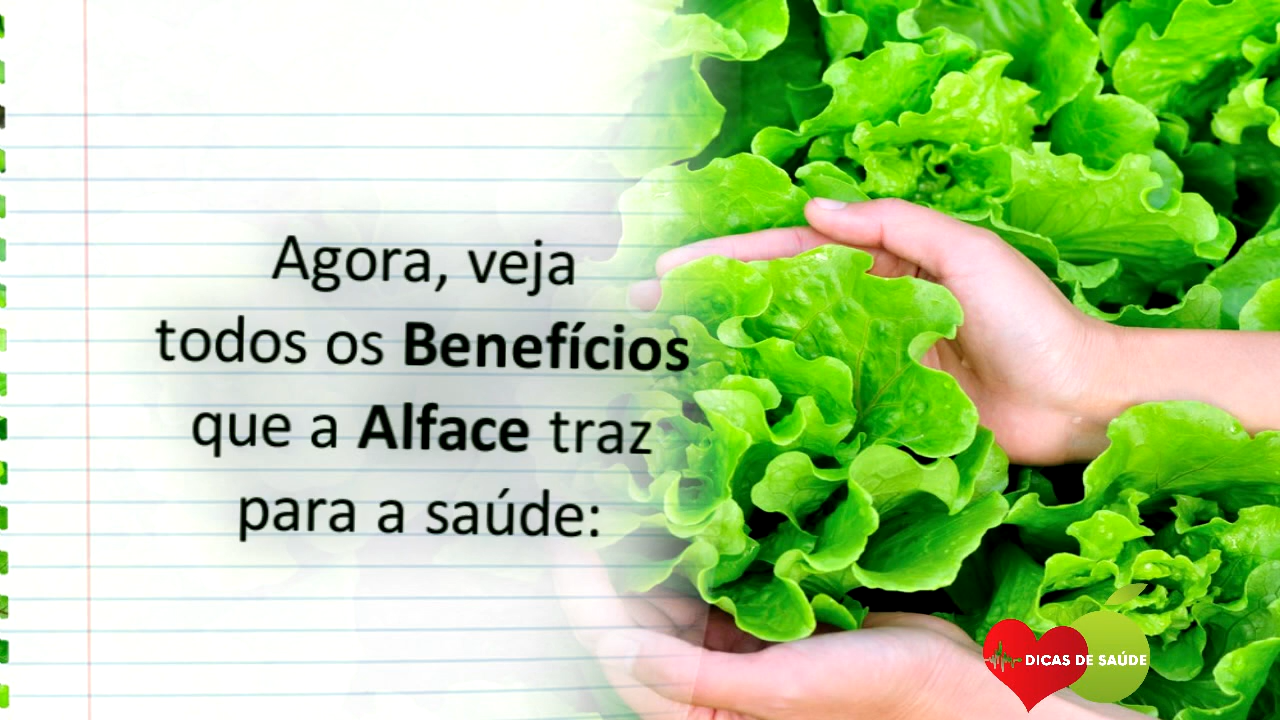 Agora, veja
todos os Benefícios
que a Alface traz
para a saúde:
DICAS DE SAÚDE